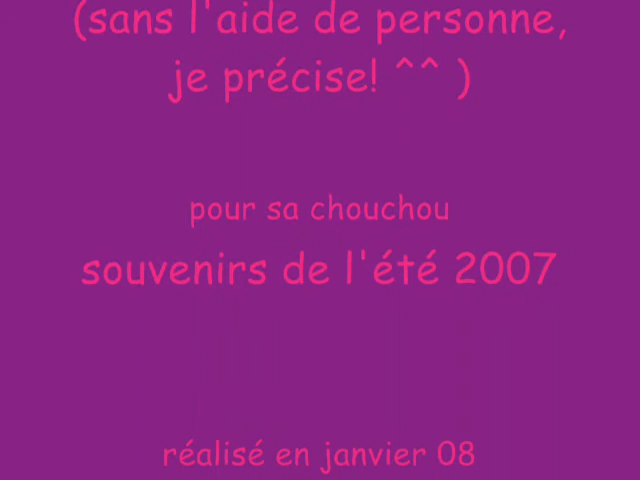 (sans l'aide de personne,
je précise! ^^ )
pour sa chouchou
souvenirs de l'été 2007
réalisé en janvier 08